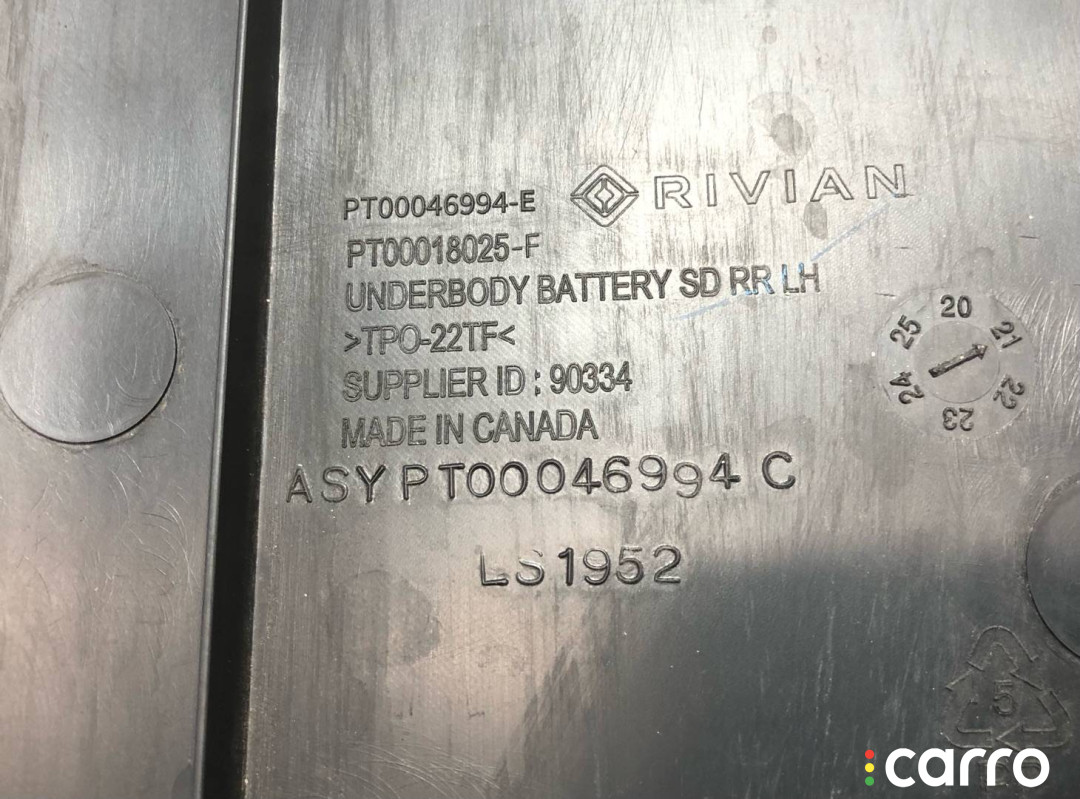 RIVIAN
PT00046994-E
PT00018025-F
UNDERBODY BATTERY SD RR LH
>TPO-22TF<
SUPPLIER ID : 90334
MADE IN CANADA
ASY PT00046994 C
LS1952
20
21
22
23
24
25
5
carro